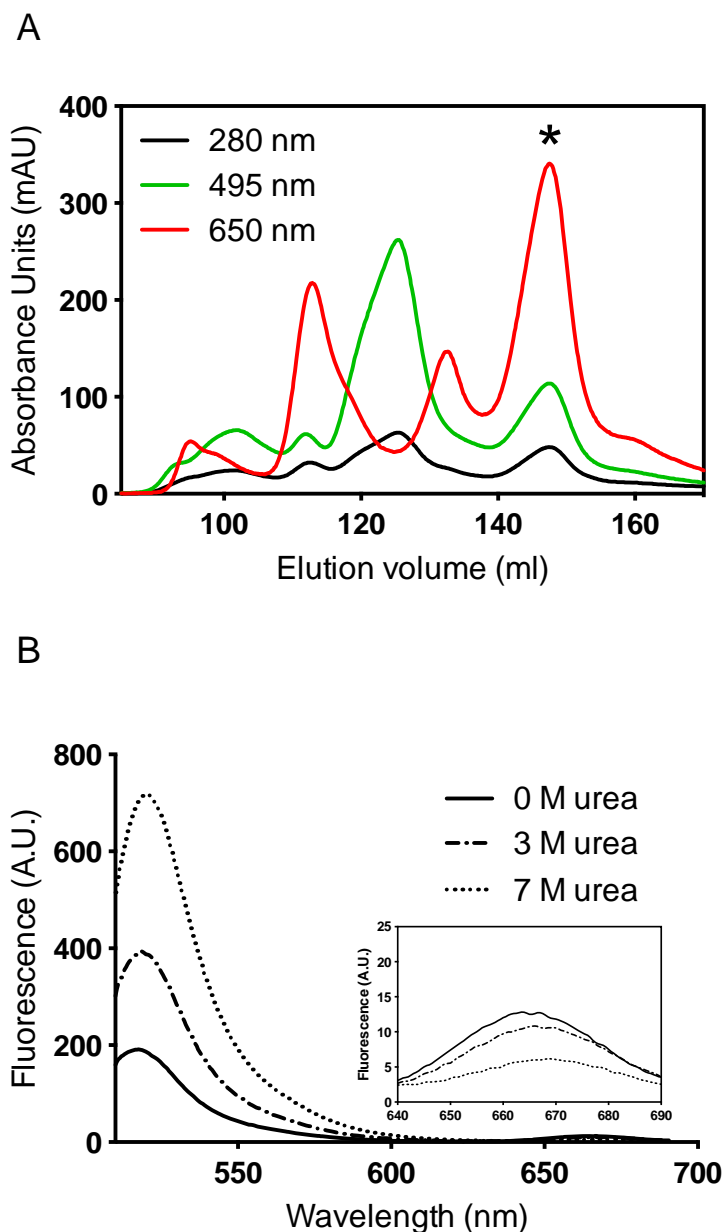 A
Absorbance Units (mAU)
400
300
200
100
0
280 nm
495 nm
650 nm
*
100
120
140
160
Elution volume (ml)
B
Fluorescence (A.U.)
800
600
400
200
0
0 M urea
3 M urea
7 M urea
Fluorescence (A.U.)
25
20
15
10
5
0
640
650
660
670
680
690
550
600
650
700
Wavelength (nm)